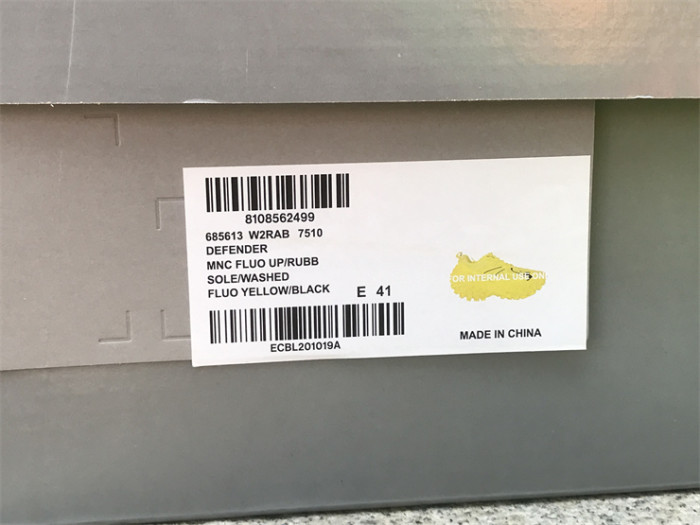 8108562499
685613 W2RAB 7510
DEFENDER
MNC FLUO UP/RUBB
SOLE/WASHED
FLUO YELLOW/BLACK E 41
ECBL201019A
OR INTERNAL USE ON
MADE IN CHINA